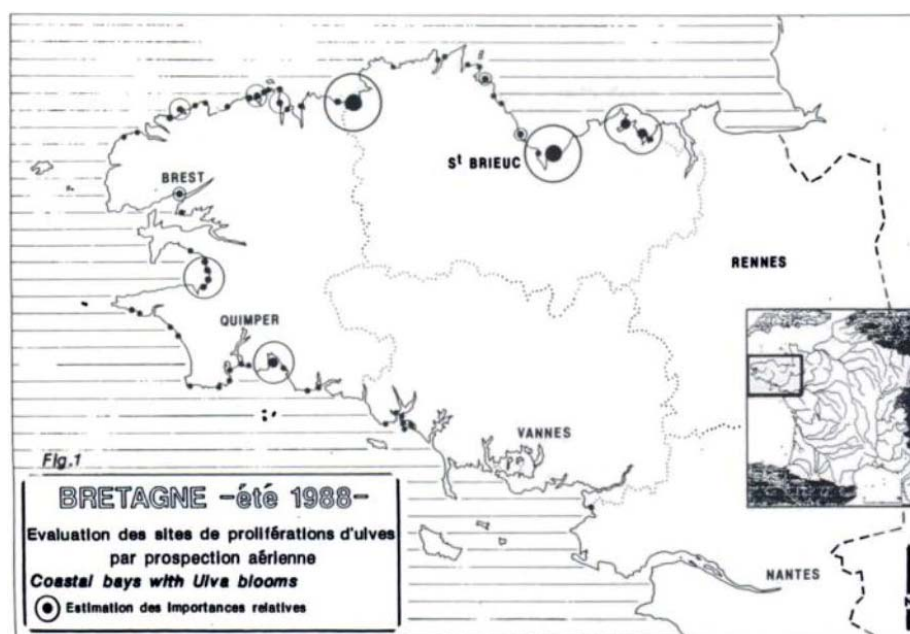 St BRIEUC
BREST
RENNES
QUIMPER
VANNES
Fig.1
BRETAGNE -été 1988-
Evaluation des sites de proliférations d'ulves
par prospection aérienne
Coastal bays with Ulva blooms
Estimation des importances relatives
NANTES